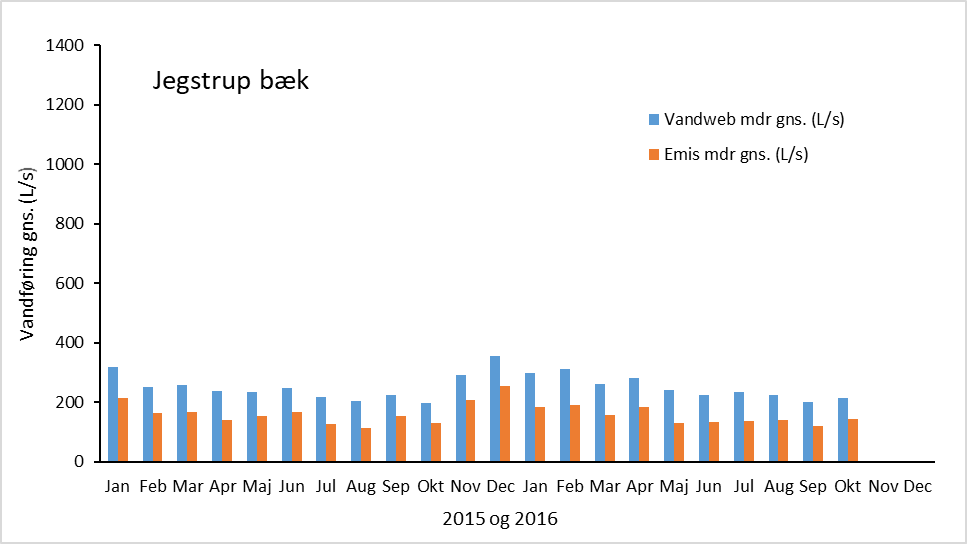 Jegstrup bæk
Vandføring gns. (L/s)
1400
1200
1000
800
600
400
200
0
Vandweb mdr gns. (L/s)
Emis mdr gns. (L/s)
Jan Feb Mar Apr Maj Jun Jul Aug Sep Okt Nov Dec Jan Feb Mar Apr Maj Jun Jul Aug Sep Okt Nov Dec
2015 og 2016